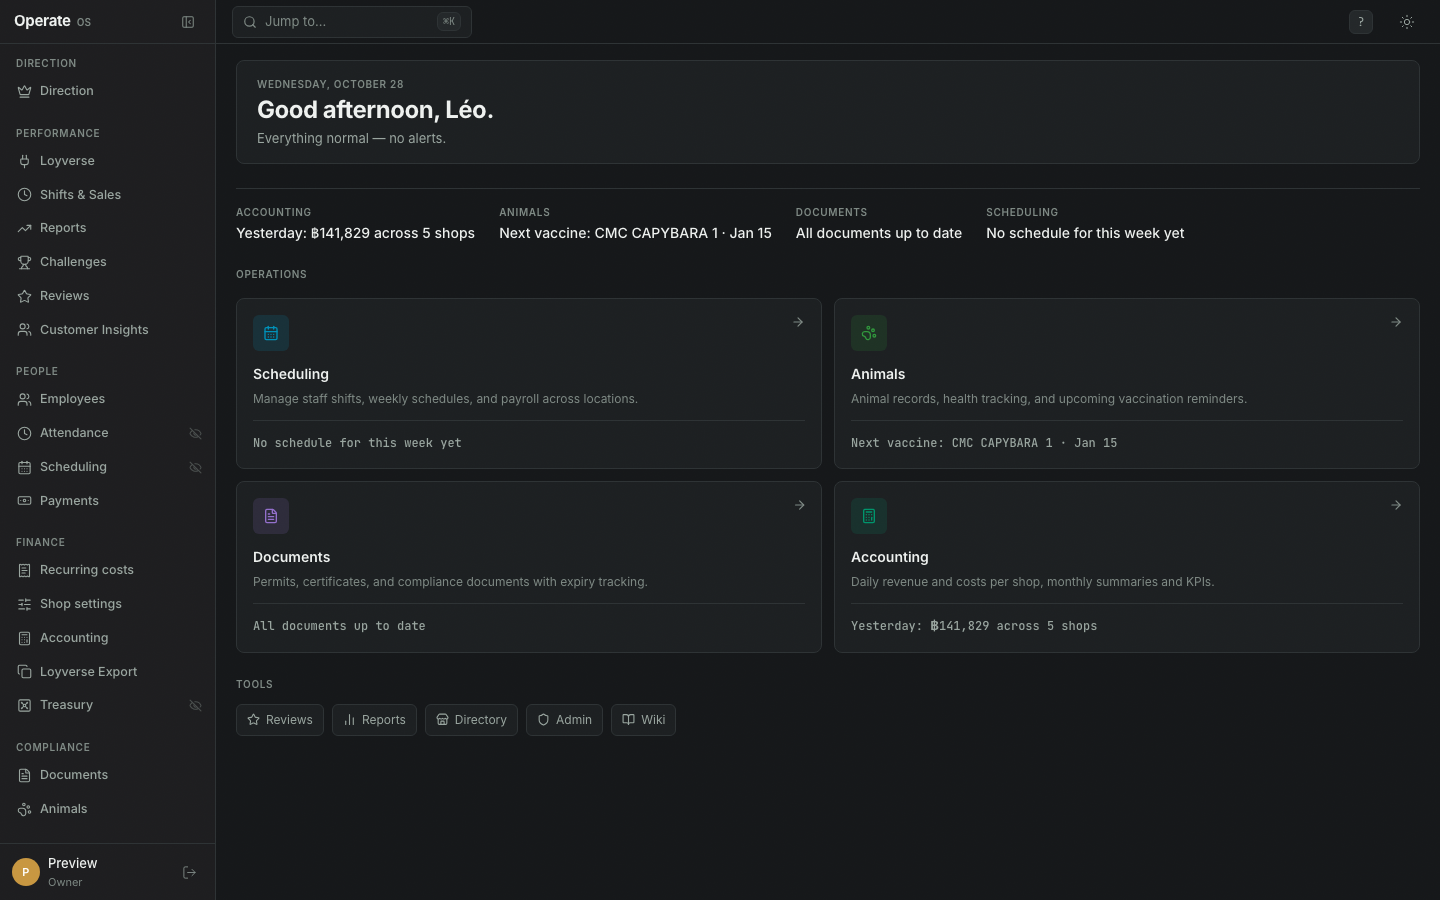 Operate OS
Jump to... ⌘K
?
DIRECTION
Direction
PERFORMANCE
Loyverse
Shifts & Sales
Reports
Challenges
Reviews
Customer Insights
PEOPLE
Employees
Attendance
Scheduling
Payments
FINANCE
Recurring costs
Shop settings
Accounting
Loyverse Export
Treasury
COMPLIANCE
Documents
Animals
P
Preview
Owner
WEDNESDAY, OCTOBER 28
Good afternoon, Léo.
Everything normal — no alerts.
ACCOUNTING
Yesterday: ฿141,829 across 5 shops
ANIMALS
Next vaccine: CMC CAPYBARA 1 · Jan 15
DOCUMENTS
All documents up to date
SCHEDULING
No schedule for this week yet
OPERATIONS
Scheduling
Manage staff shifts, weekly schedules, and payroll across locations.
No schedule for this week yet
Animals
Animal records, health tracking, and upcoming vaccination reminders.
Next vaccine: CMC CAPYBARA 1 · Jan 15
Documents
Permits, certificates, and compliance documents with expiry tracking.
All documents up to date
Accounting
Daily revenue and costs per shop, monthly summaries and KPIs.
Yesterday: ฿141,829 across 5 shops
TOOLS
Reviews Reports Directory Admin Wiki